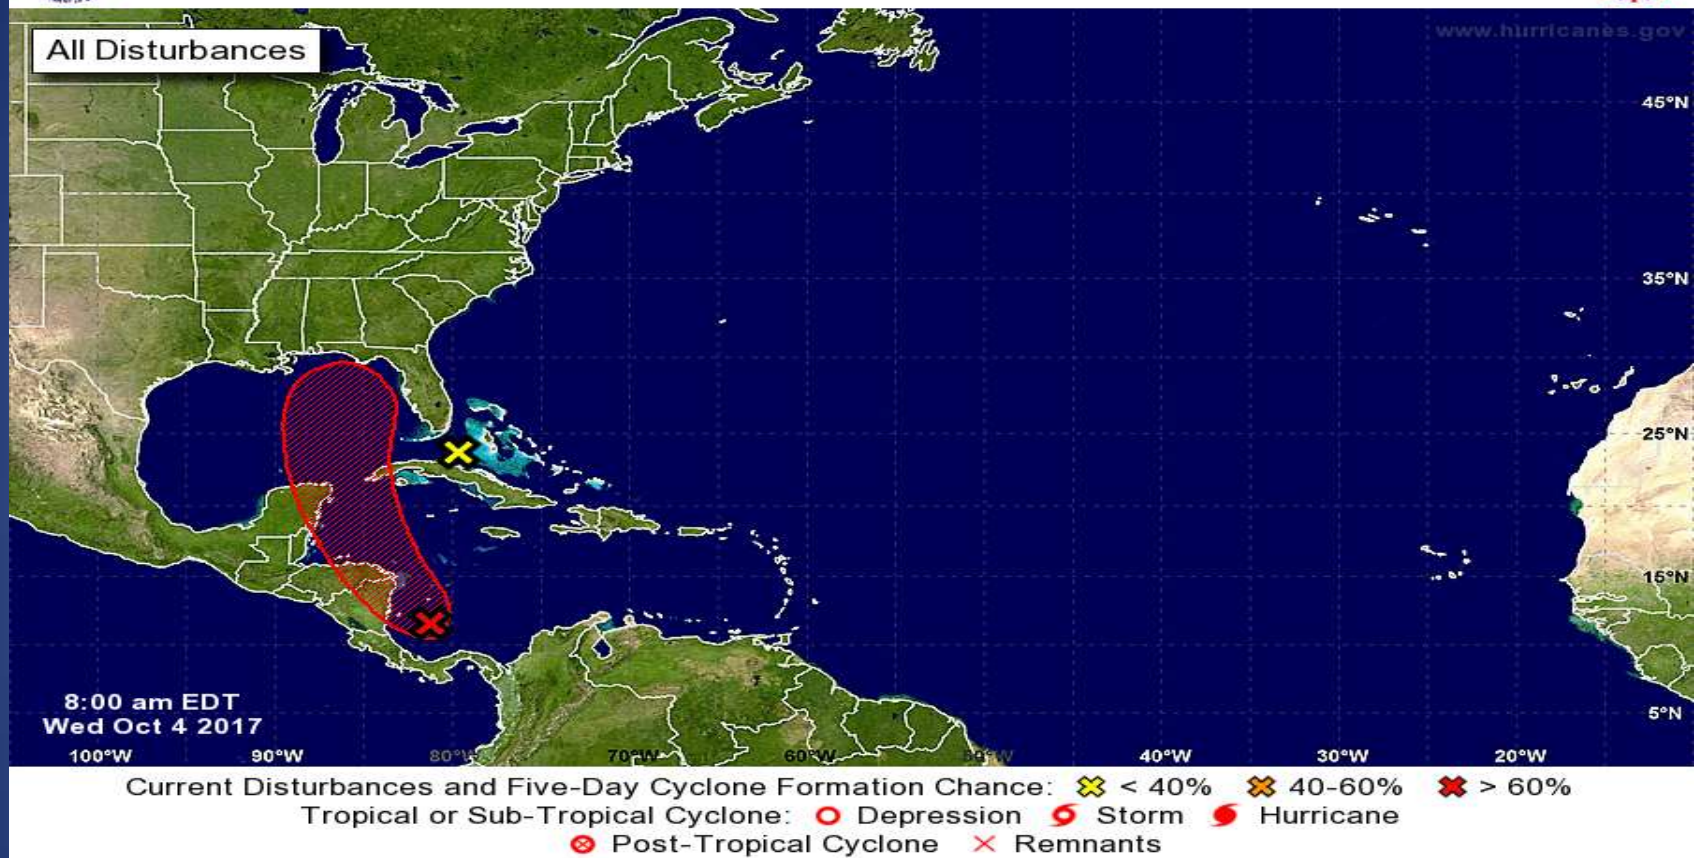 All Disturbances
www.hurricanes.gov
45°N
35°N
25°N
15°N
5°N
8:00 am EDT
Wed Oct 4 2017
100°W 90°W 80°W 70°W 60°W 50°W 40°W 30°W 20°W
Current Disturbances and Five-Day Cyclone Formation Chance: < 40% 40-60% > 60%
Tropical or Sub-Tropical Cyclone: Depression Storm Hurricane
Post-Tropical Cyclone Remnants